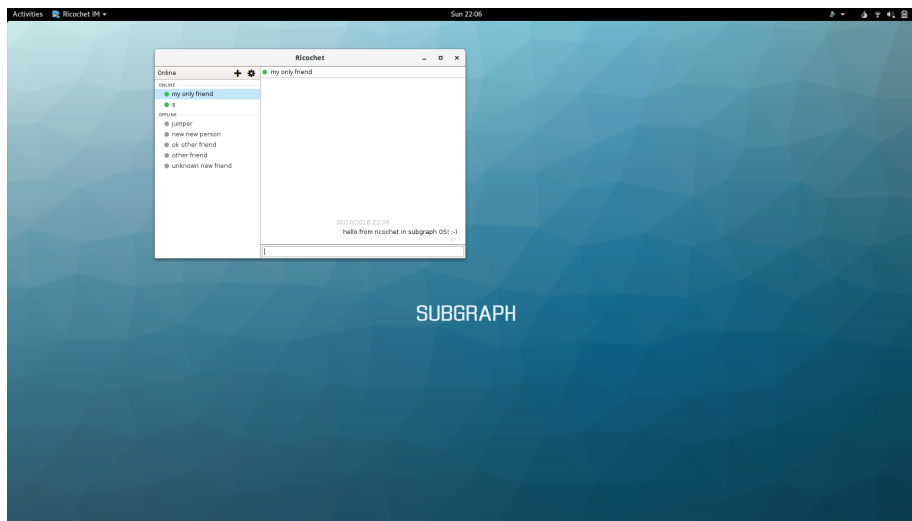 Activities Ricochet IM Sun 22:06
Ricochet
Online my only friend
ONLINE
my only friend
s
OFFLINE
jumper
new new person
ok other friend
other friend
unknown new friend
30/10/2016 22:06
hello from ricochet in subgraph OS! :-)
SUBGRAPH